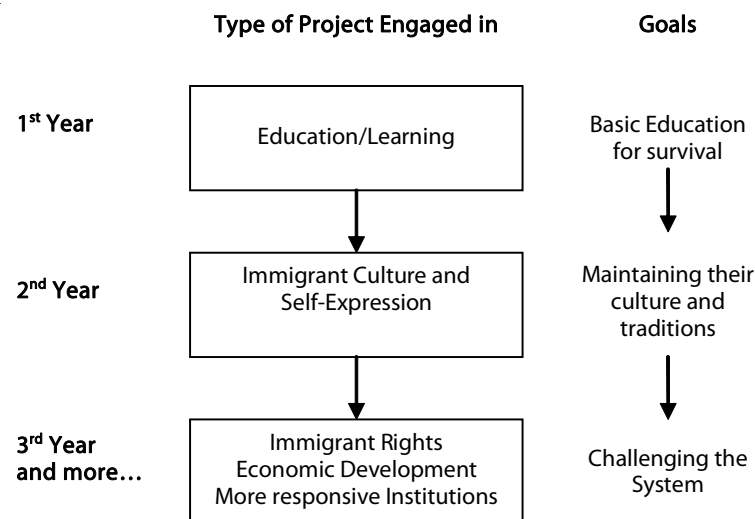 Type of Project Engaged in
Goals
1st Year
Education/Learning
Basic Education
for survival
2nd Year
Immigrant Culture and
Self-Expression
Maintaining their
culture and
traditions
3rd Year
and more…
Immigrant Rights
Economic Development
More responsive Institutions
Challenging the
System